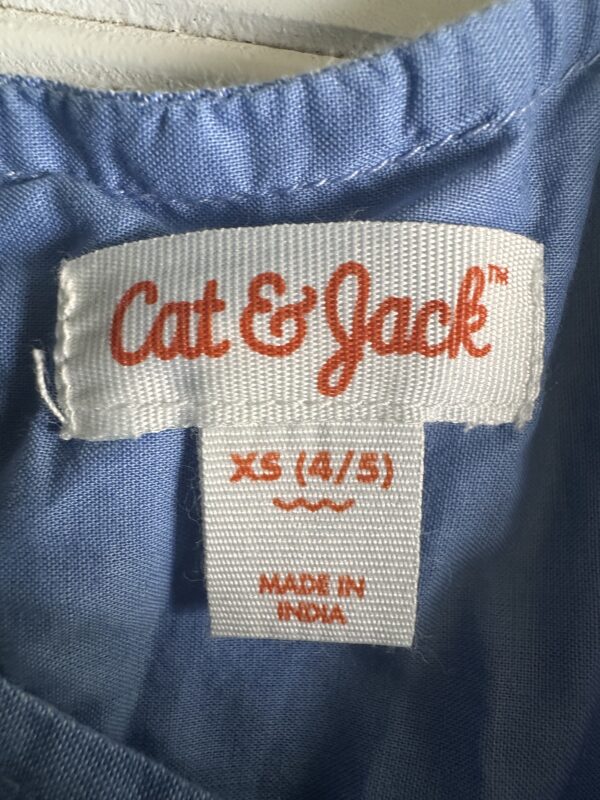 Cat & Jack™
XS (4/5)
MADE IN
INDIA